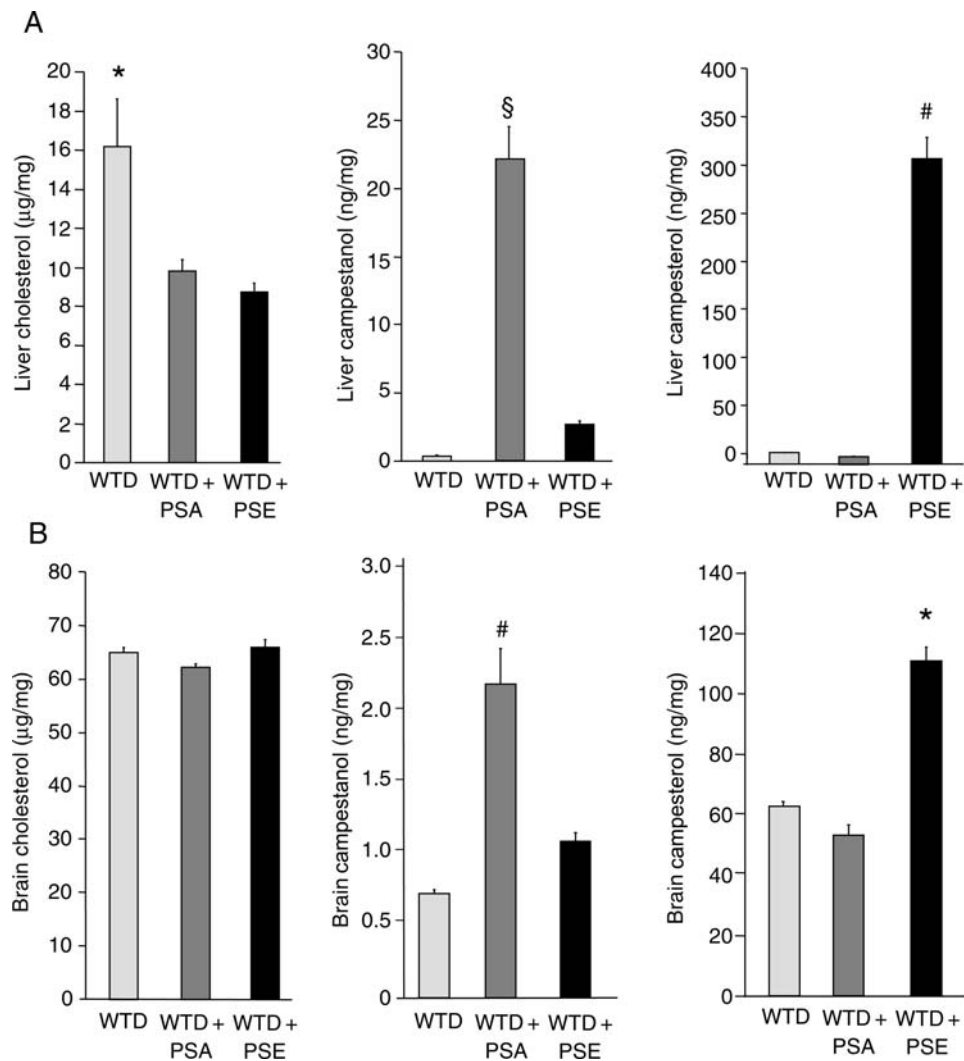 A
Liver cholesterol (μg/mg)
20
18
16
14
12
10
8
6
4
2
0
*
WTD WTD + WTD +
PSA PSE
Liver campestanol (ng/mg)
30
25
20
15
10
5
0
§
WTD WTD + WTD +
PSA PSE
Liver campesterol (ng/mg)
400
350
300
250
300
150
100
50
0
#
WTD WTD + WTD +
PSA PSE
B
Brain cholesterol (μg/mg)
80
70
60
50
40
30
20
10
0
WTD WTD + WTD +
PSA PSE
Brain campestanol (ng/mg)
3.0
2.5
2.0
1.5
1.0
0.5
0
#
WTD WTD + WTD +
PSA PSE
Brain campesterol (ng/mg)
140
120
100
80
60
40
20
0
*
WTD WTD + WTD +
PSA PSE